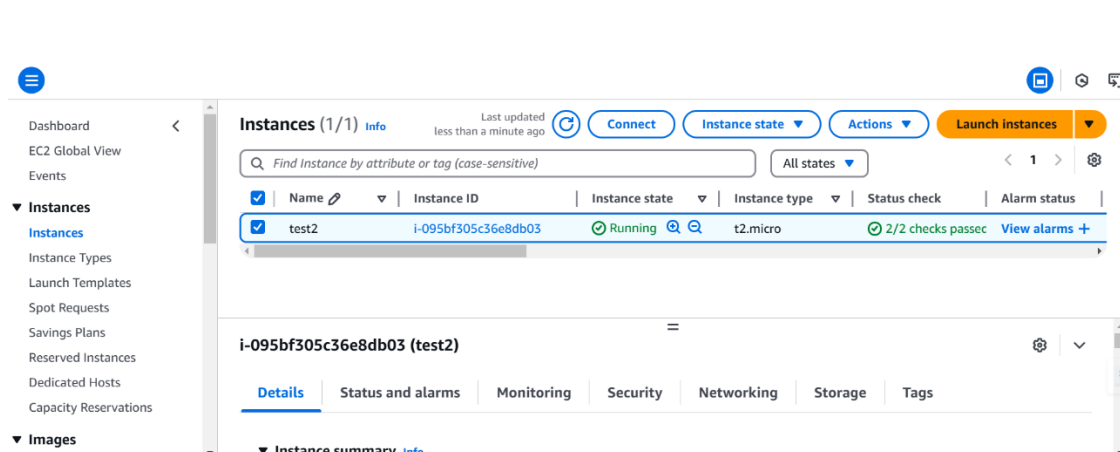 Dashboard
EC2 Global View
Events
Instances
Instances
Instance Types
Launch Templates
Spot Requests
Savings Plans
Reserved Instances
Dedicated Hosts
Capacity Reservations
Images
Instances (1/1) Info
Last updated
less than a minute ago
Connect
Instance state
Actions
Launch instances
Find Instance by attribute or tag (case-sensitive)
All states
1
Name Instance ID Instance state Instance type Status check Alarm status
test2 i-095bf305c36e8db03 Running t2.micro 2/2 checks passec View alarms +
i-095bf305c36e8db03 (test2)
Details Status and alarms Monitoring Security Networking Storage Tags
Instance summary Info